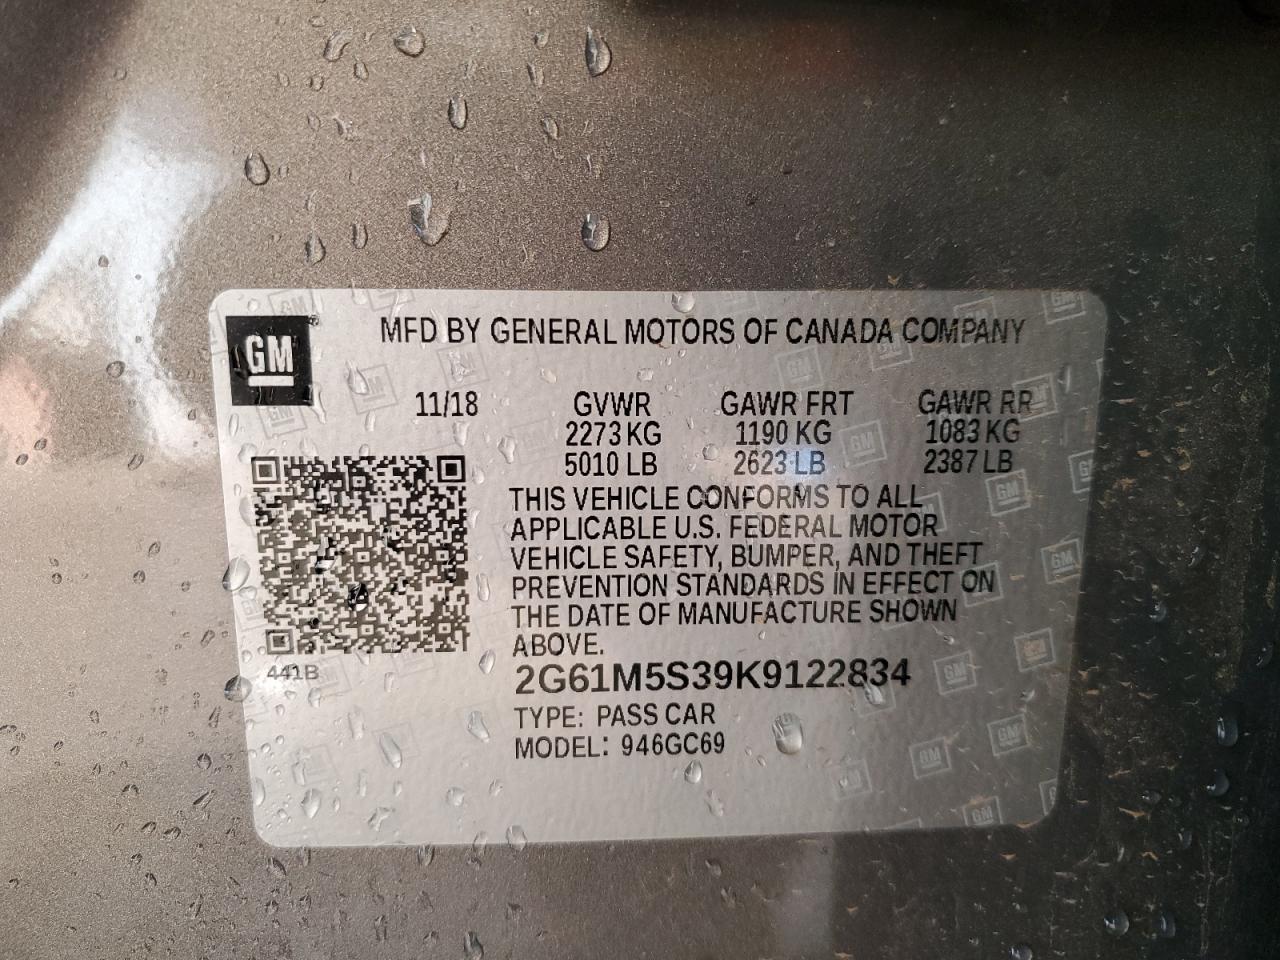 GM
MFD BY GENERAL MOTORS OF CANADA COMPANY
11/18 GVWR GAWR FRT GAWR RR
2273 KG 1190 KG 1083 KG
5010 LB 2623 LB 2387 LB
THIS VEHICLE CONFORMS TO ALL
APPLICABLE U.S. FEDERAL MOTOR
VEHICLE SAFETY, BUMPER, AND THEFT
PREVENTION STANDARDS IN EFFECT ON
THE DATE OF MANUFACTURE SHOWN
ABOVE.
441B
2G61M5S39K9122834
TYPE: PASS CAR
MODEL: 946GC69